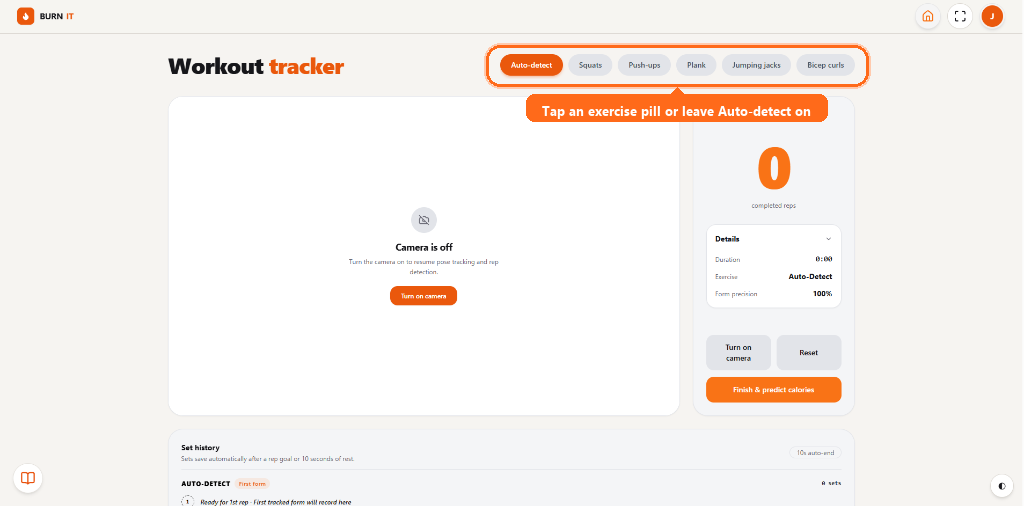 BURN IT
J
Workout tracker
Auto-detect
Squats
Push-ups
Plank
Jumping jacks
Bicep curls
Tap an exercise pill or leave Auto-detect on
Camera is off
Turn the camera on to resume pose tracking and rep
detection.
Turn on camera
0
completed reps
Details
Duration 0:00
Exercise Auto-Detect
Form precision 100%
Turn on
camera
Reset
Finish & predict calories
Set history
Sets save automatically after a rep goal or 10 seconds of rest.
10s auto-end
AUTO-DETECT First form 0 sets
1 Ready for 1st rep - First tracked form will record here